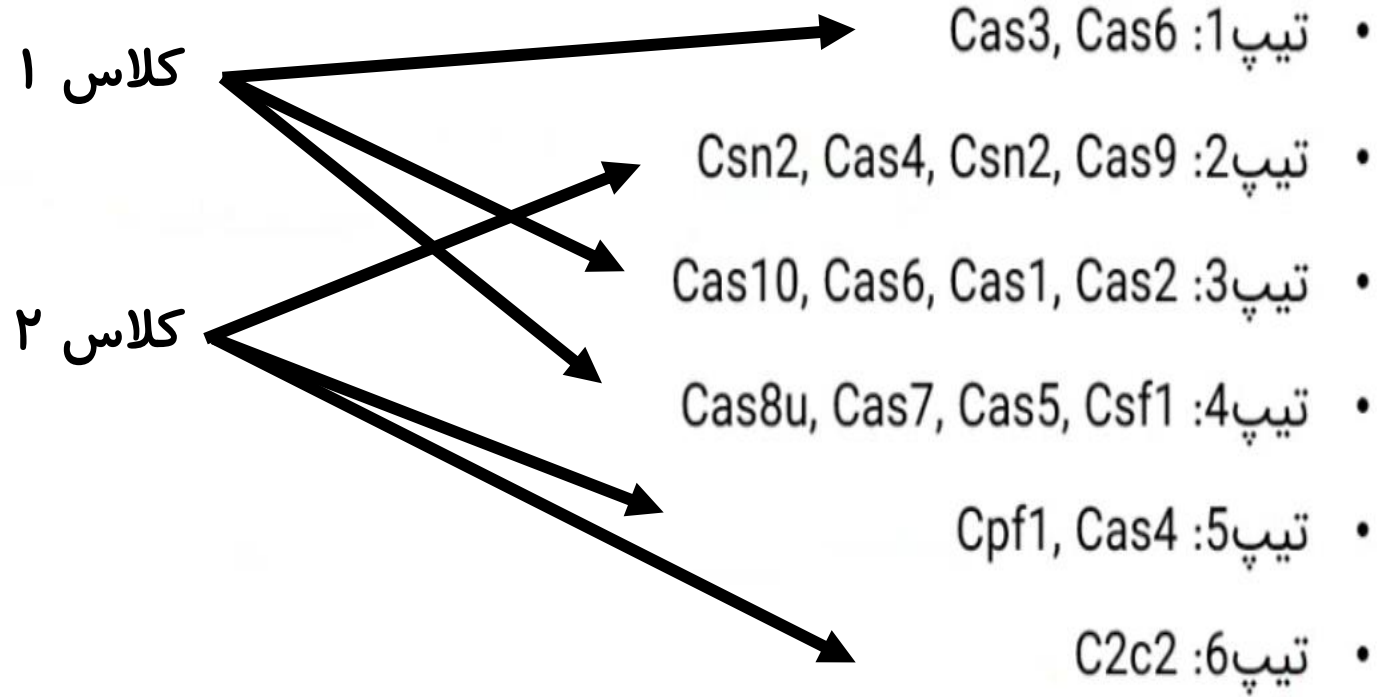 کلاس ۱
کلاس ۲
• تیپ1: Cas3, Cas6
• تیپ2: Csn2, Cas4, Csn2, Cas9
• تیپ3: Cas10, Cas6, Cas1, Cas2
• تیپ4: Cas8u, Cas7, Cas5, Csf1
• تیپ5: Cpf1, Cas4
• تیپ6: C2c2